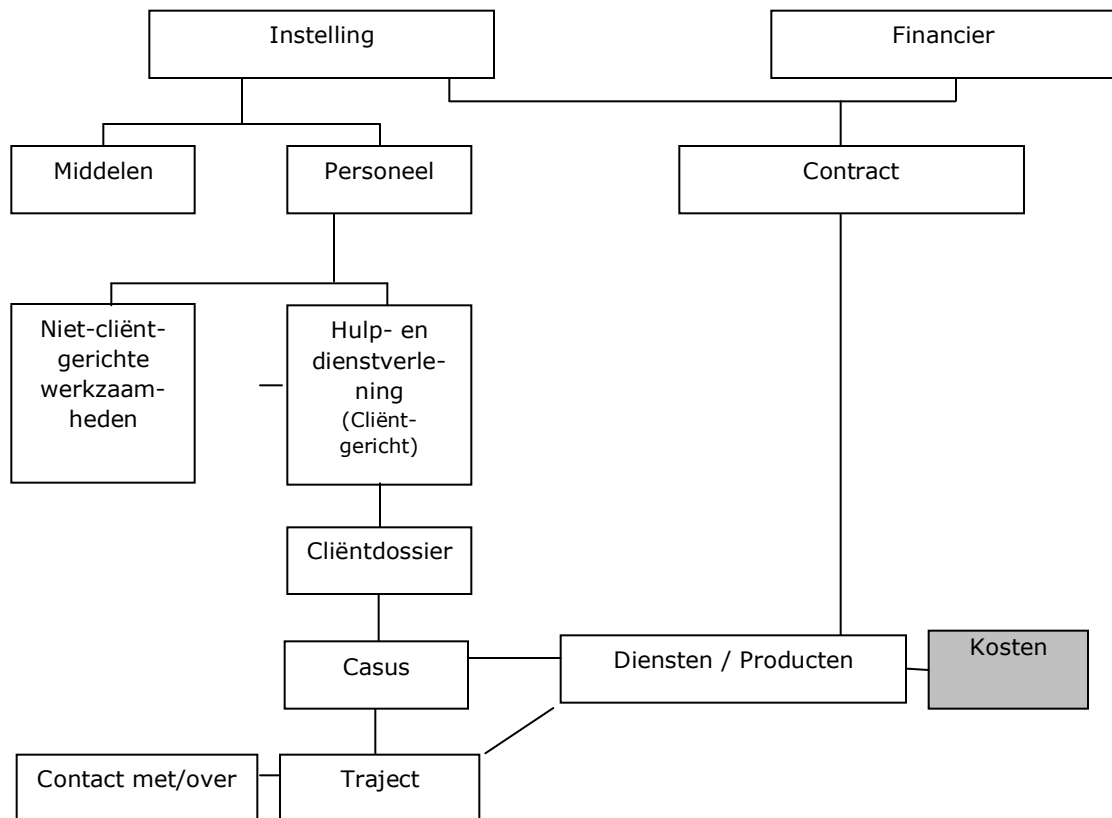 Instelling
Financier
Middelen
Personeel
Contract
Niet-cliënt-
gerichte
werkzaam-
heden
Hulp- en
dienstverle-
ning
(Cliënt-
gericht)
Cliëntdossier
Casus
Diensten / Producten
Kosten
Contact met/over
Traject